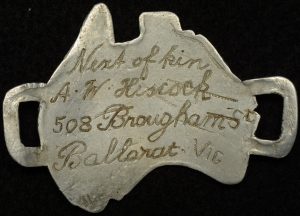 Next of kin
A. W. Hiscock
508 Brougham St
Ballarat. Vic